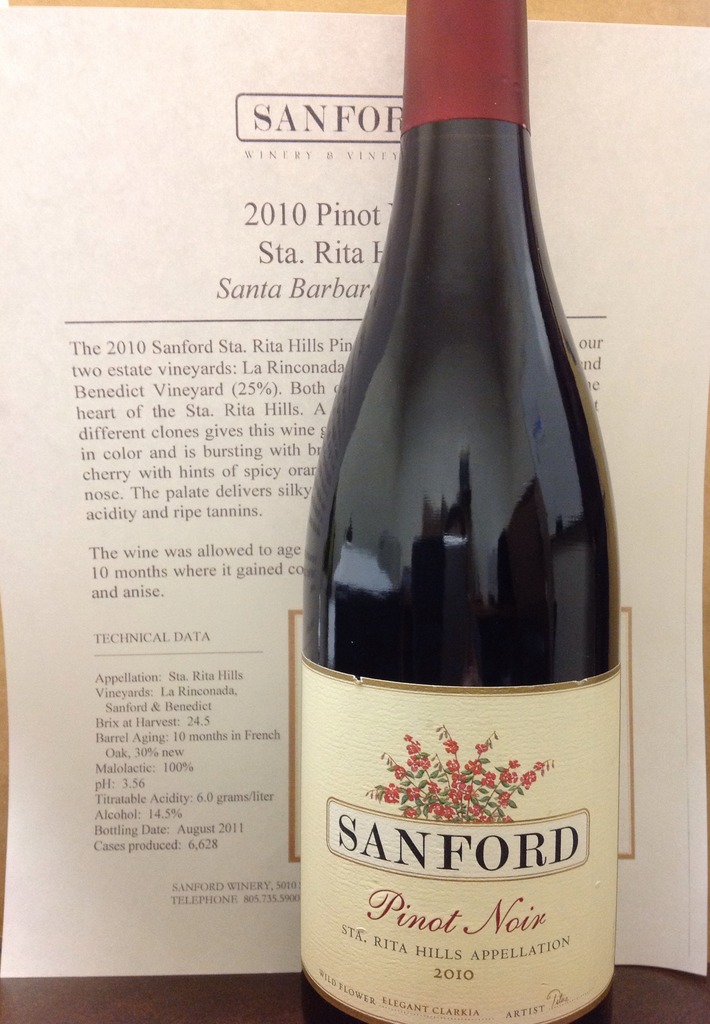 SANFOR
WINERY & VINEY
2010 Pinot
Sta. Rita H
Santa Barbar
The 2010 Sanford Sta. Rita Hills Pin our
two estate vineyards: La Rinconada nd
Benedict Vineyard (25%). Both o he
heart of the Sta. Rita Hills. A t
different clones gives this wine g
in color and is bursting with br
cherry with hints of spicy oran
nose. The palate delivers silky
acidity and ripe tannins.
The wine was allowed to age
10 months where it gained co
and anise.
TECHNICAL DATA
Appellation: Sta. Rita Hills
Vineyards: La Rinconada,
Sanford & Benedict
Brix at Harvest: 24.5
Barrel Aging: 10 months in French
Oak, 30% new
Malolactic: 100%
pH: 3.56
Titratable Acidity: 6.0 grams/liter
Alcohol: 14.5%
Bottling Date: August 2011
Cases produced: 6,628
SANFORD WINERY, 5010
TELEPHONE 805.735.5900
SANFORD
Pinot Noir
STA. RITA HILLS APPELLATION
2010
WILD FLOWER ELEGANT CLARKIA ARTIST